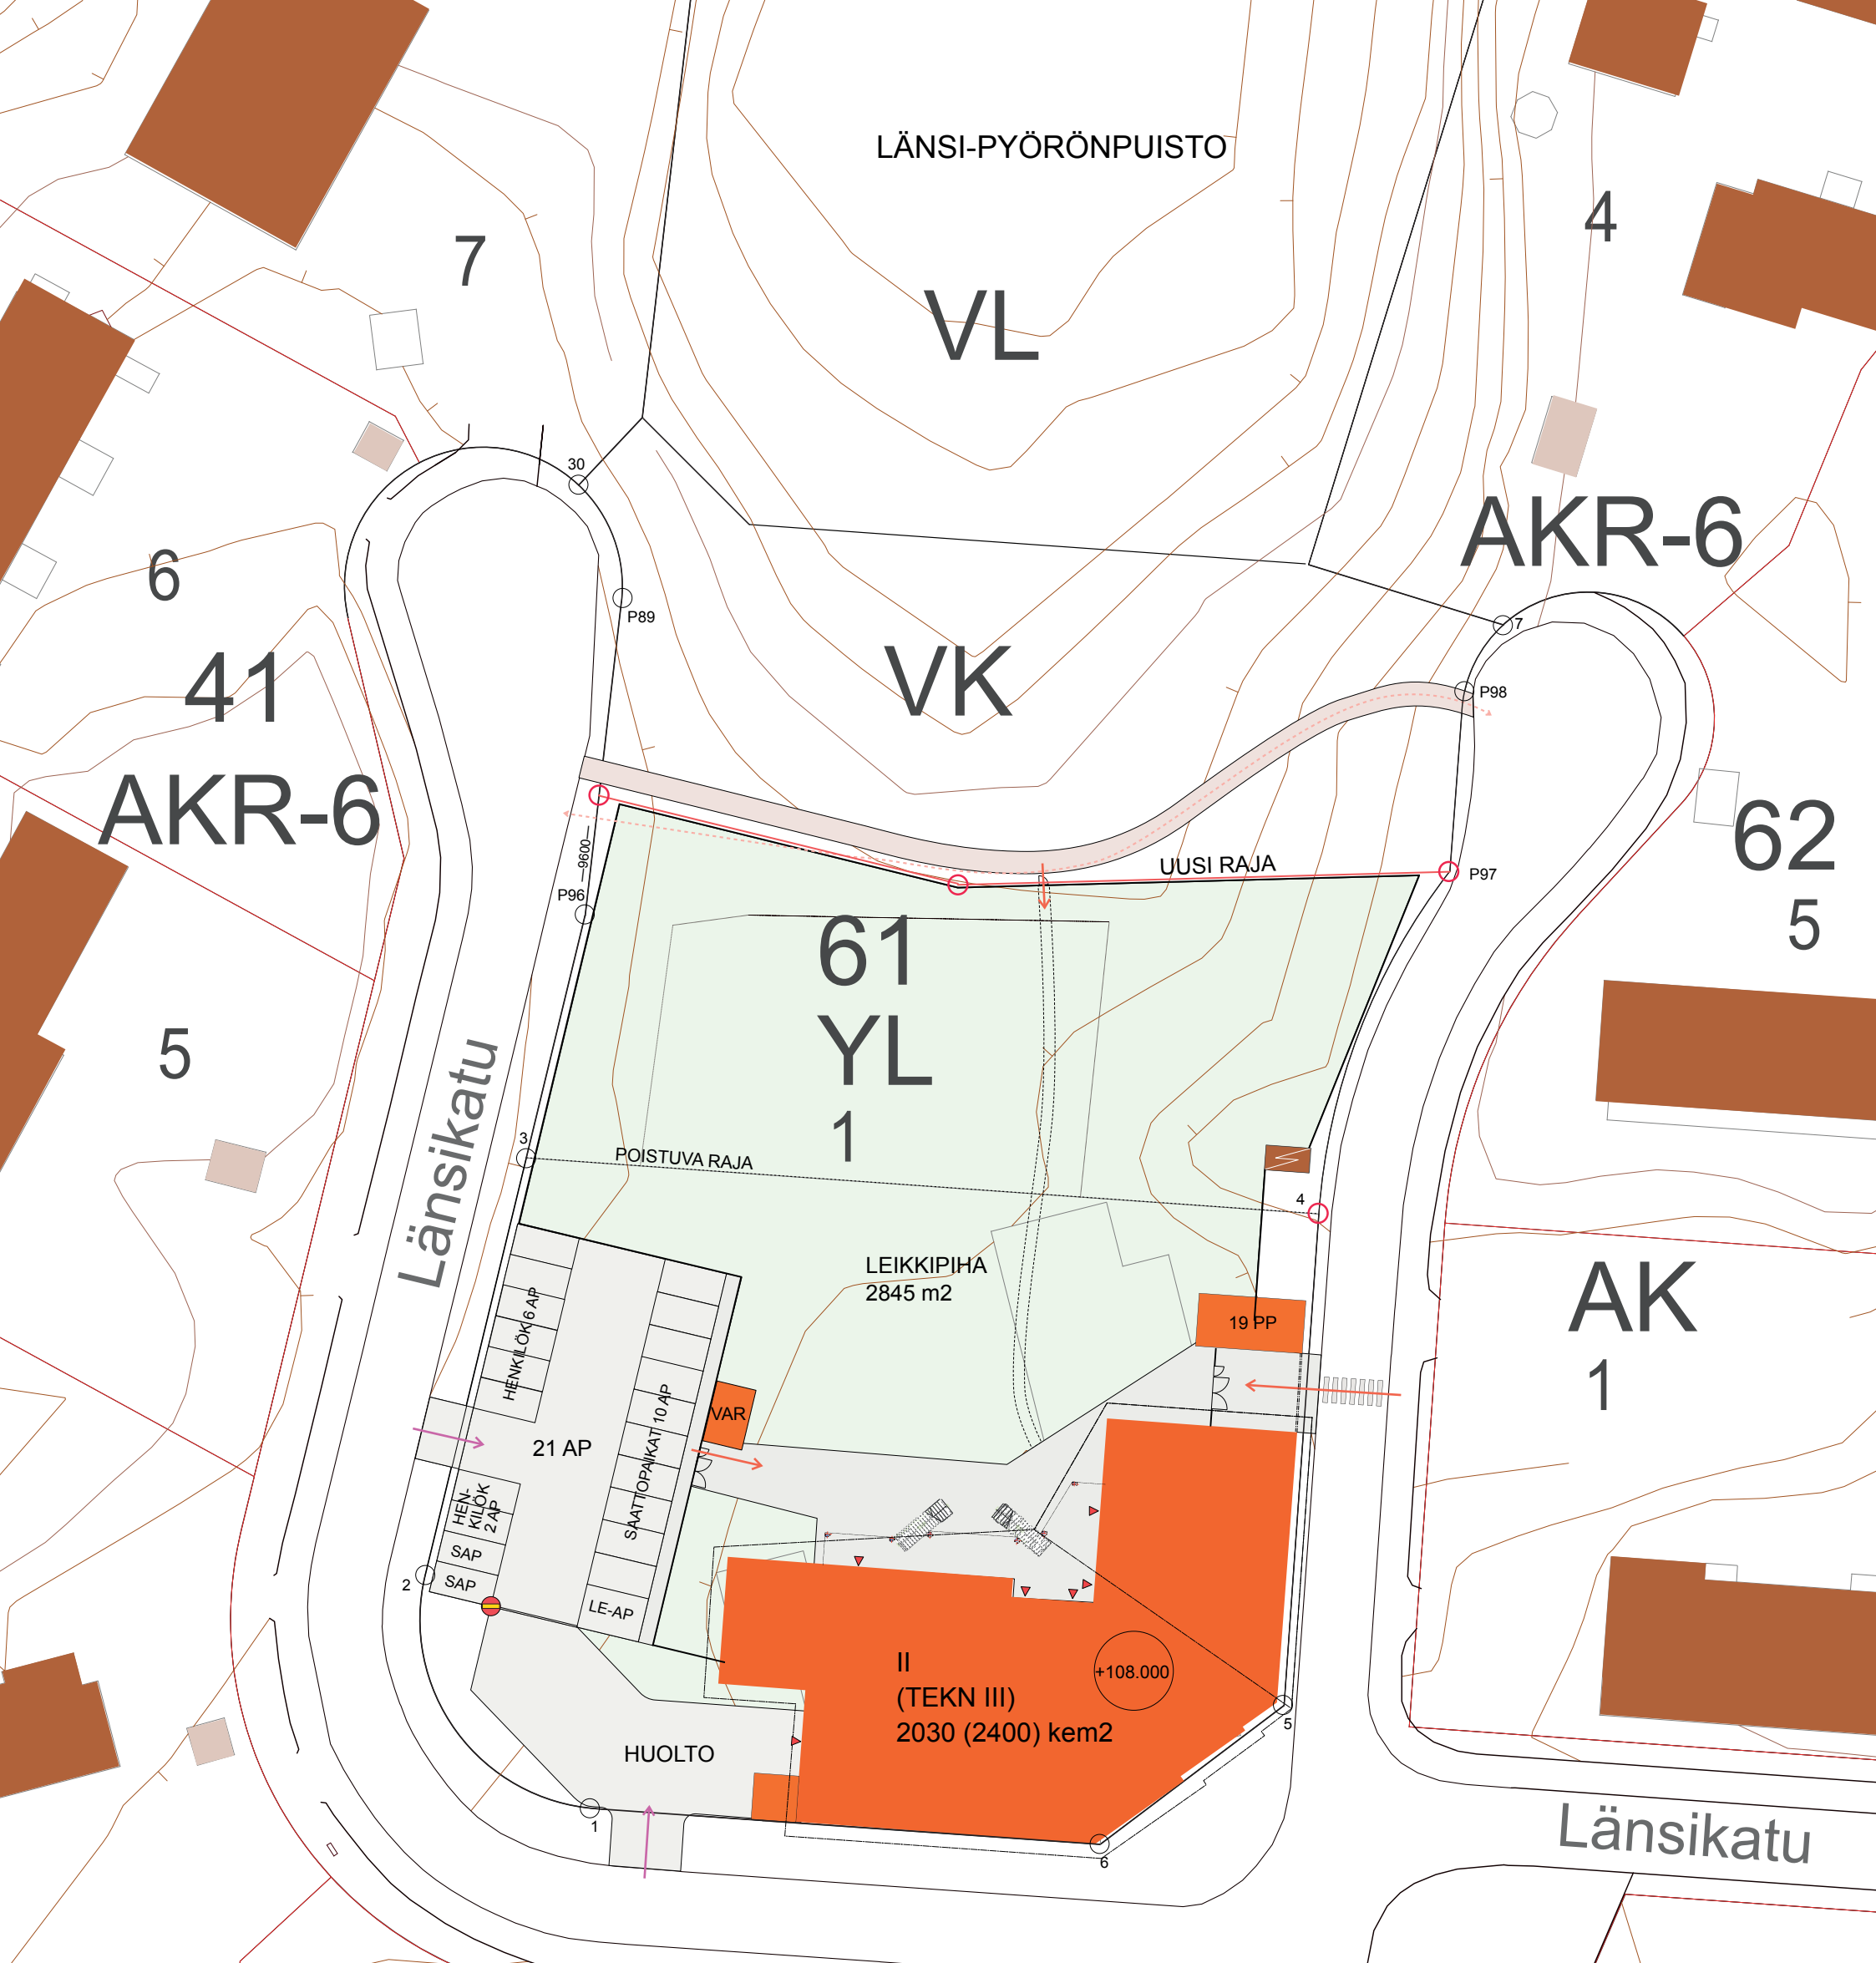 LÄNSI-PYÖRÖNPUISTO
4
7
VL
30
AKR-6
6
P89
7
41
VK
P98
AKR-6
62
UUSI RAJA
P97
9600
P96
5
61
YL
1
5
Länsikatu
3
POISTUVA RAJA
4
LEIKKIPIHA
2845 m2
AK
1
19 PP
HENKILÖK 6 AP
VAR
21 AP
SAATTOPAIKAT 10 AP
HEN-
KILÖK
2 AP
SAP
SAP
2
LE-AP
II
(TEKN III)
2030 (2400) kem2
+108.000
5
HUOLTO
1
6
Länsikatu